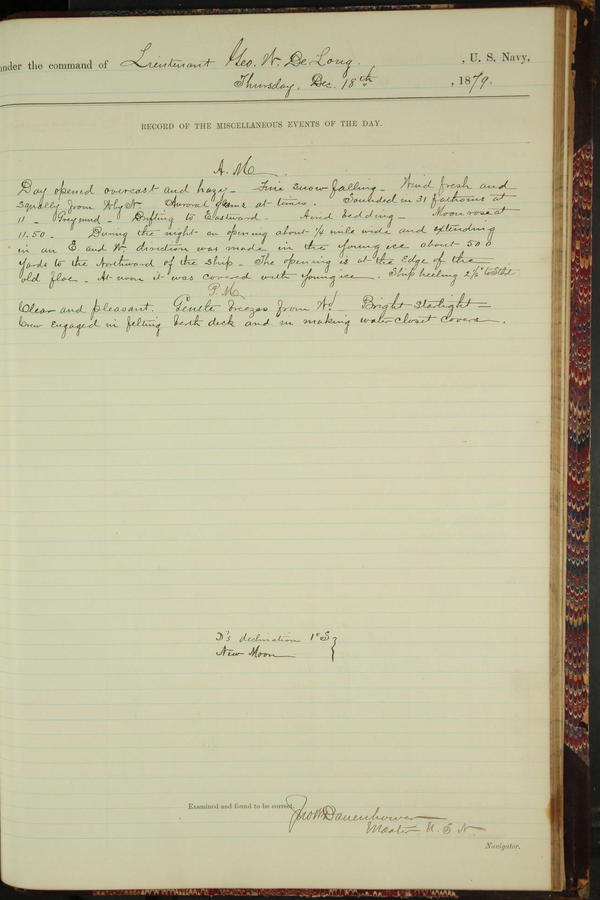 under the command of Lieutenant Geo. W. De Long, U. S. Navy,
Thursday, Dec. 18th, 1879.
RECORD OF THE MISCELLANEOUS EVENTS OF THE DAY.
A. M.
Day opened overcast and hazy - Fine snow falling - Wind fresh and
squally from N. Auroral gleams at times. Sounded in 31 fathoms at
11 - Grey mud - Drifting to Eastward - Wind - Moon rose at
11.50 - During the night an opening about ¼ mile wide and extending
in an E. and W. direction was made in the young ice about 500
yards to the Northward of the ship - The opening is at the Edge of the
old floe - At noon it was covered with young ice. Ship heeling 2½° to Stbd
P. M.
Clear and pleasant. Gentle breezes from Nd - Bright Starlight -
Crew Engaged in felting berth deck and in making water closet covers.
D's declination 1° S
New Moon
Examined and found to be correct.
Jno W Danenhower
Master U. S. N.
Navigator.